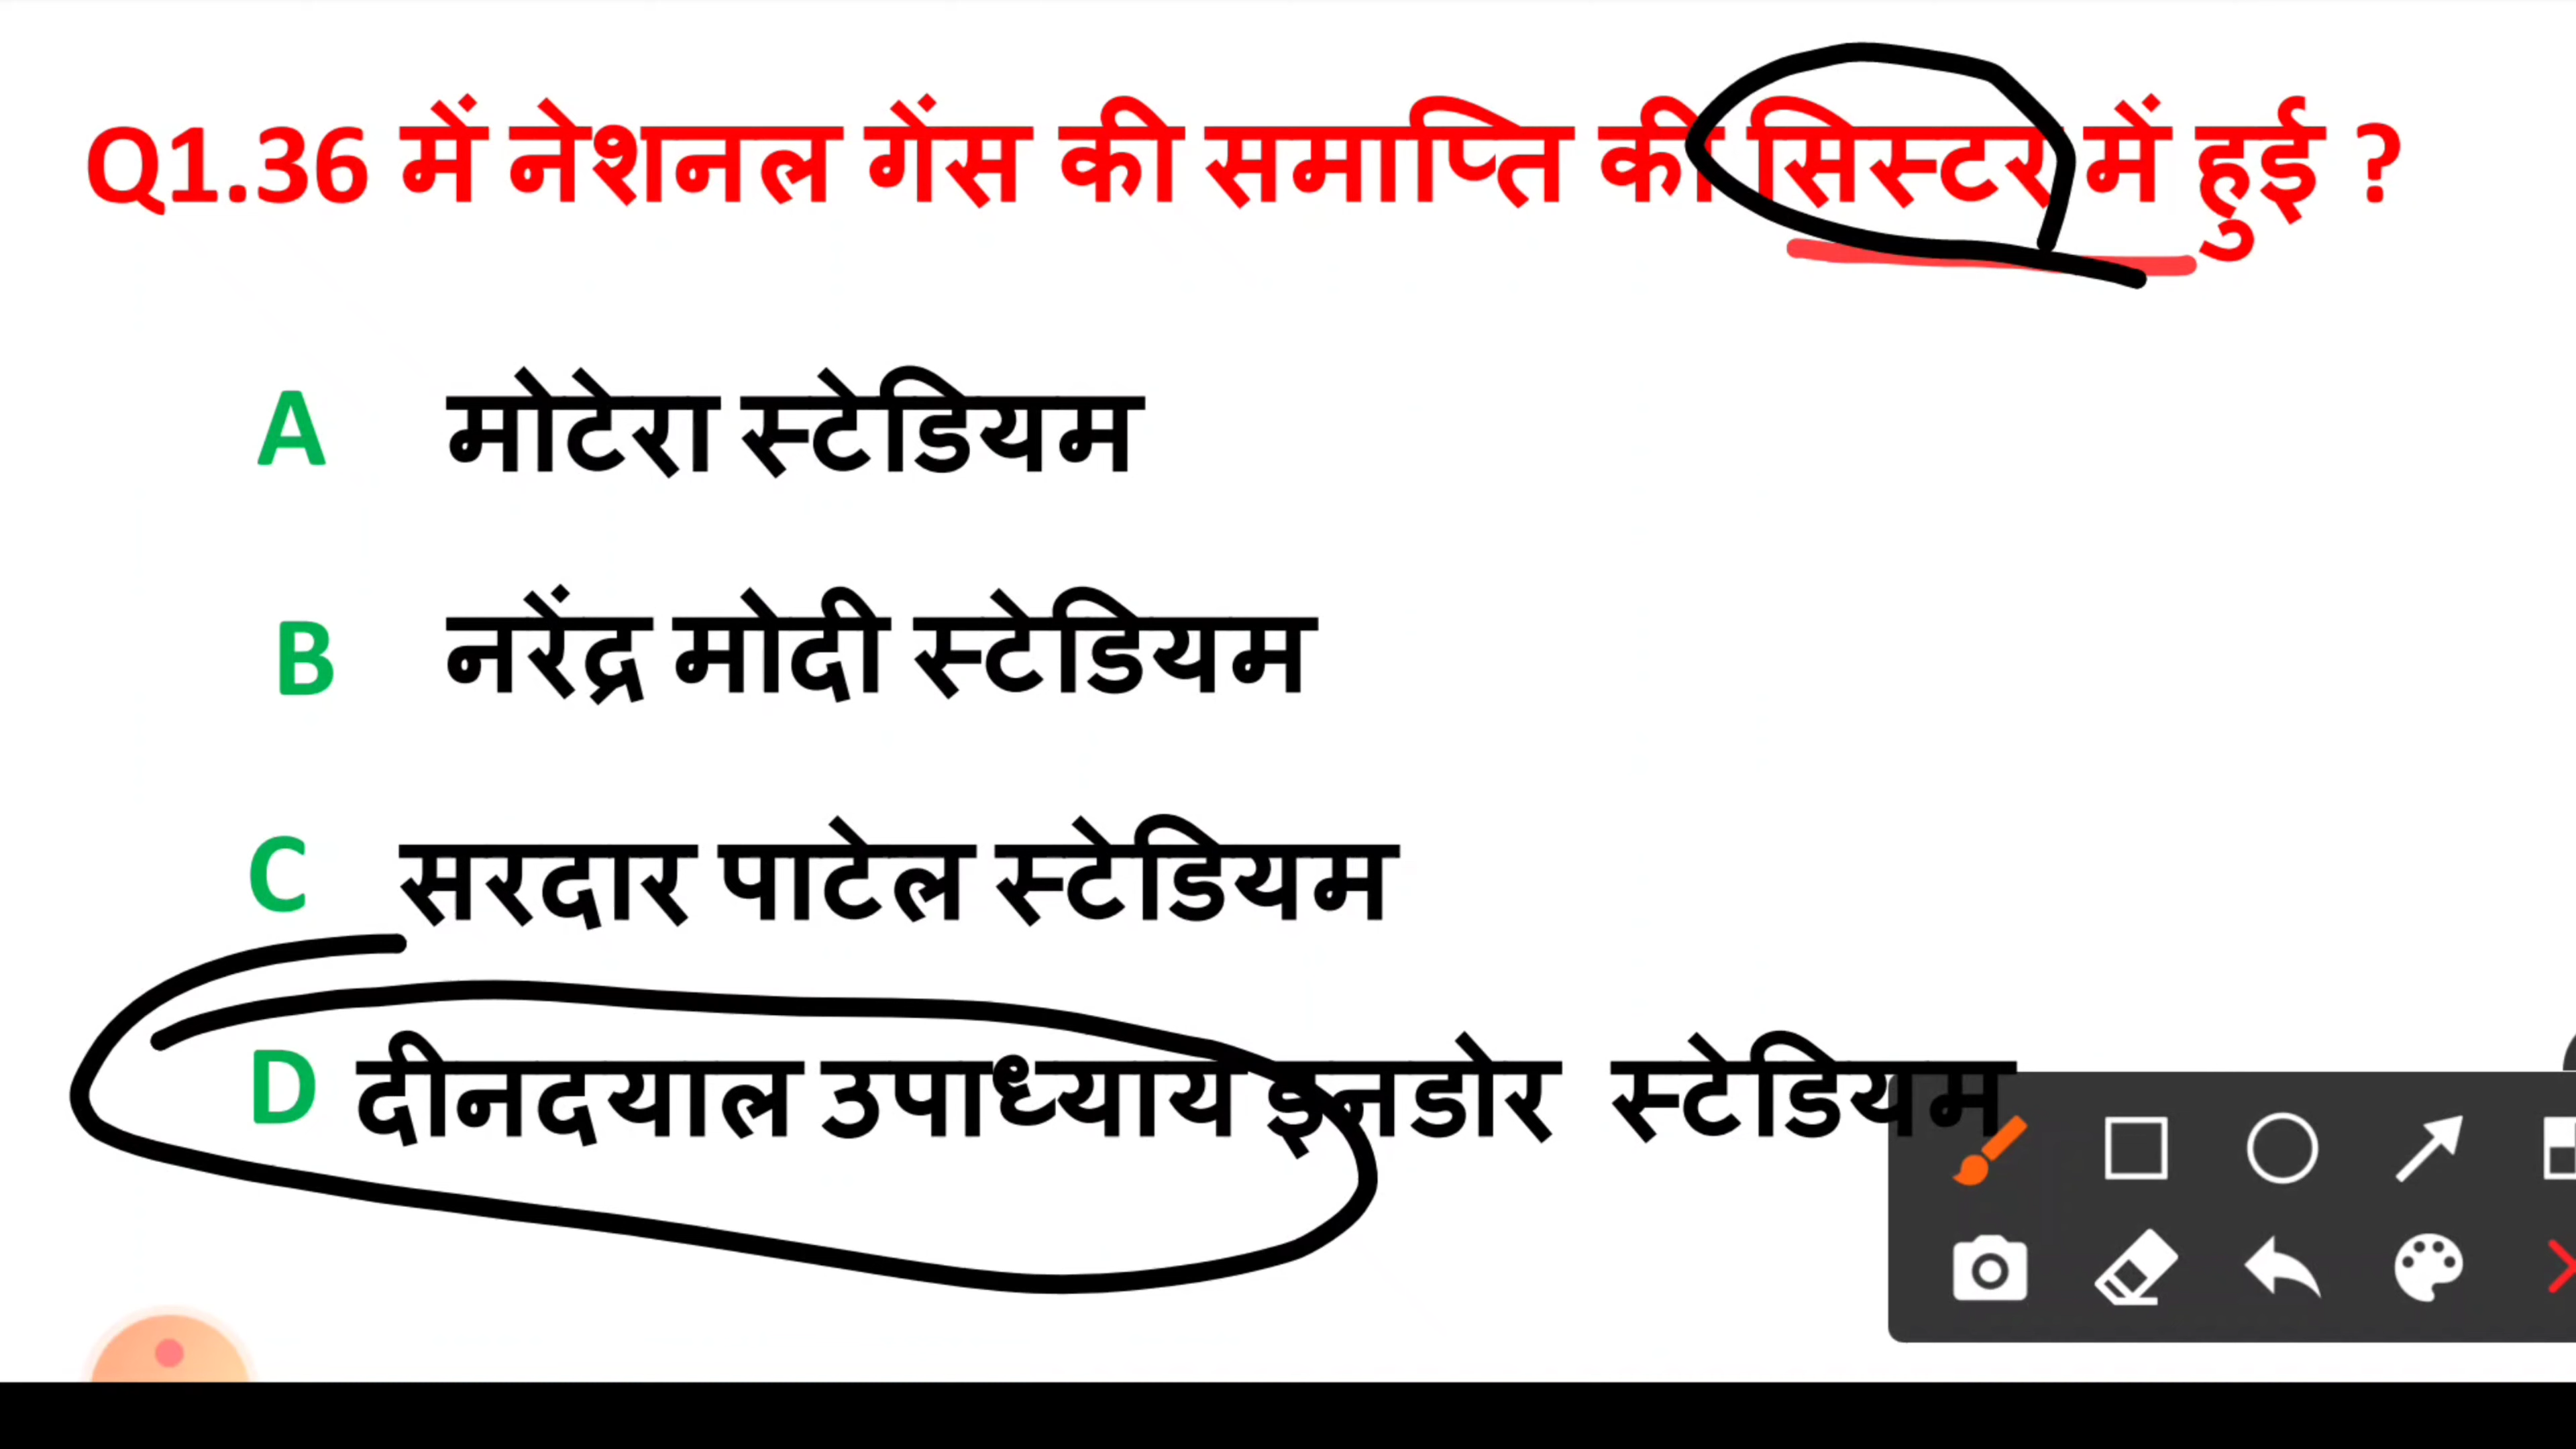 Q1.36 में नेशनल गेंस की समाप्ति की सिस्टर में हुई ?
A मोटेरा स्टेडियम
B नरेंद्र मोदी स्टेडियम
C सरदार पाटेल स्टेडियम
D दीनदयाल उपाध्याय इनडोर स्टेडियम